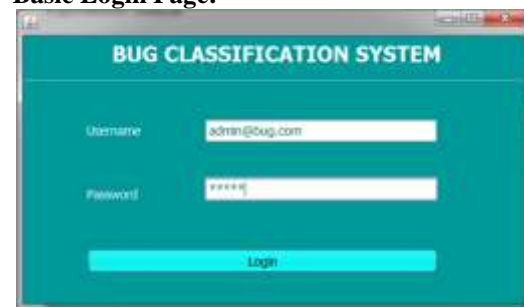 Basic Login Page:
BUG CLASSIFICATION SYSTEM
Username admin@bug.com
Password *****
Login